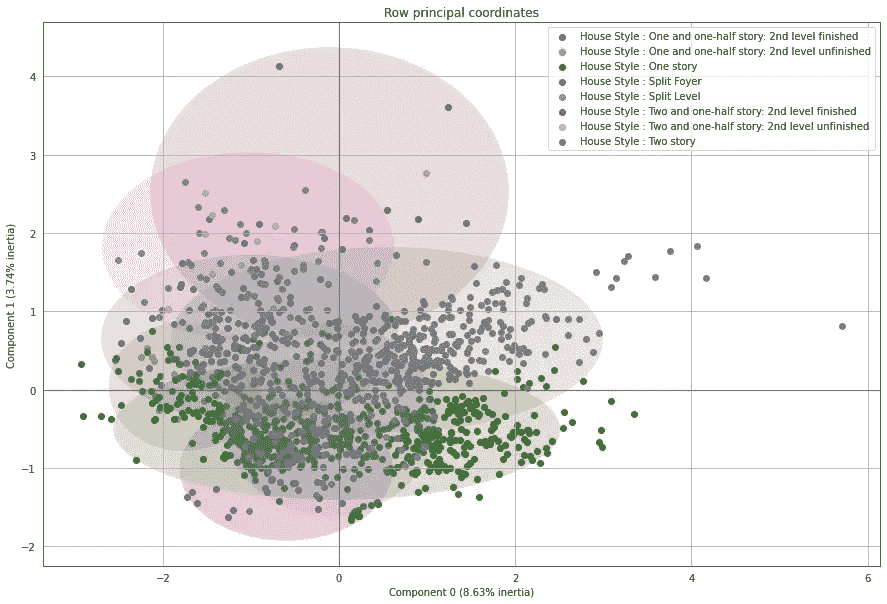 Row principal coordinates
House Style : One and one-half story: 2nd level finished
House Style : One and one-half story: 2nd level unfinished
House Style : One story
House Style : Split Foyer
House Style : Split Level
House Style : Two and one-half story: 2nd level finished
House Style : Two and one-half story: 2nd level unfinished
House Style : Two story
Component 1 (3.74% inertia)
4
3
2
1
0
−1
−2
−2
0
2
4
6
Component 0 (8.63% inertia)